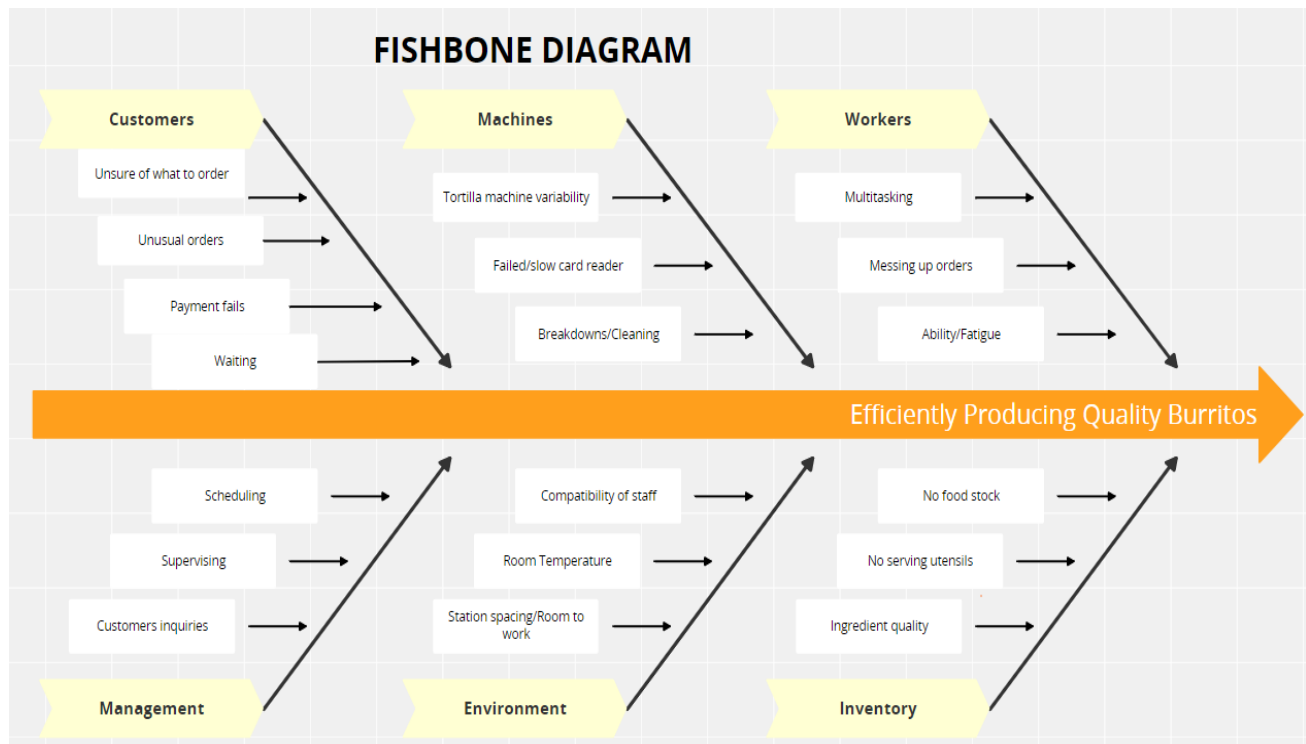 FISHBONE DIAGRAM
Customers
Machines
Workers
Unsure of what to order
Unusual orders
Payment fails
Waiting
Tortilla machine variability
Failed/slow card reader
Breakdowns/Cleaning
Multitasking
Messing up orders
Ability/Fatigue
Efficiently Producing Quality Burritos
Scheduling
Supervising
Customers inquiries
Compatibility of staff
Room Temperature
Station spacing/Room to
work
No food stock
No serving utensils
Ingredient quality
Management
Environment
Inventory